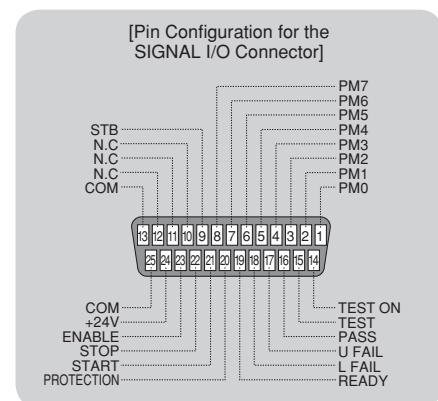 [Pin Configuration for the
SIGNAL I/O Connector]
PM7
PM6
PM5
PM4
PM3
PM2
PM1
PM0
STB
N.C
N.C
N.C
COM
13 12 11 10 9 8 7 6 5 4 3 2 1
25 24 23 22 21 20 19 18 17 16 15 14
COM
+24V
ENABLE
STOP
START
PROTECTION
TEST ON
TEST
PASS
U FAIL
L FAIL
READY